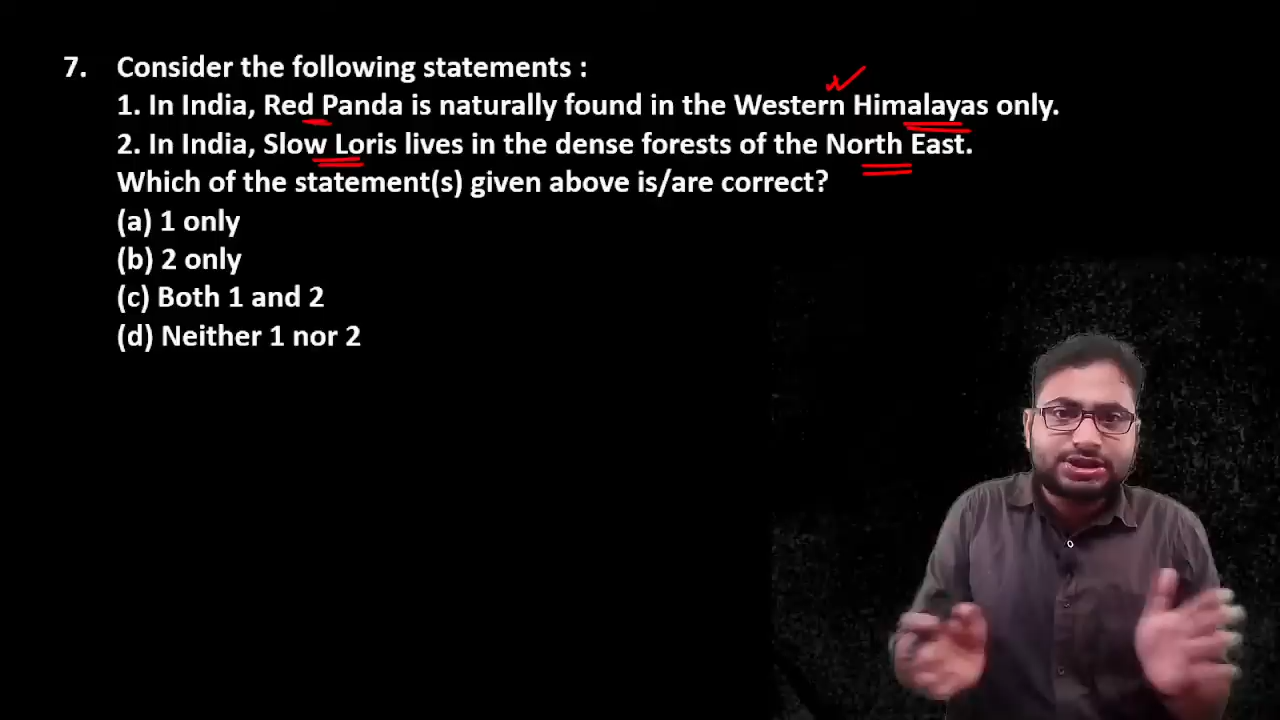 7. Consider the following statements :
1. In India, Red Panda is naturally found in the Western Himalayas only.
2. In India, Slow Loris lives in the dense forests of the North East.
Which of the statement(s) given above is/are correct?
(a) 1 only
(b) 2 only
(c) Both 1 and 2
(d) Neither 1 nor 2